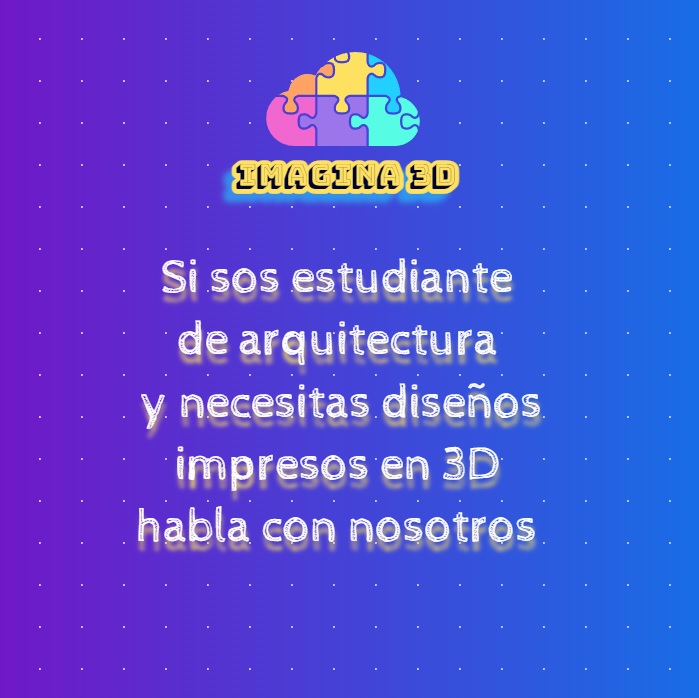 IMAGINA 3D
Si sos estudiante
de arquitectura
y necesitas diseños
impresos en 3D
habla con nosotros